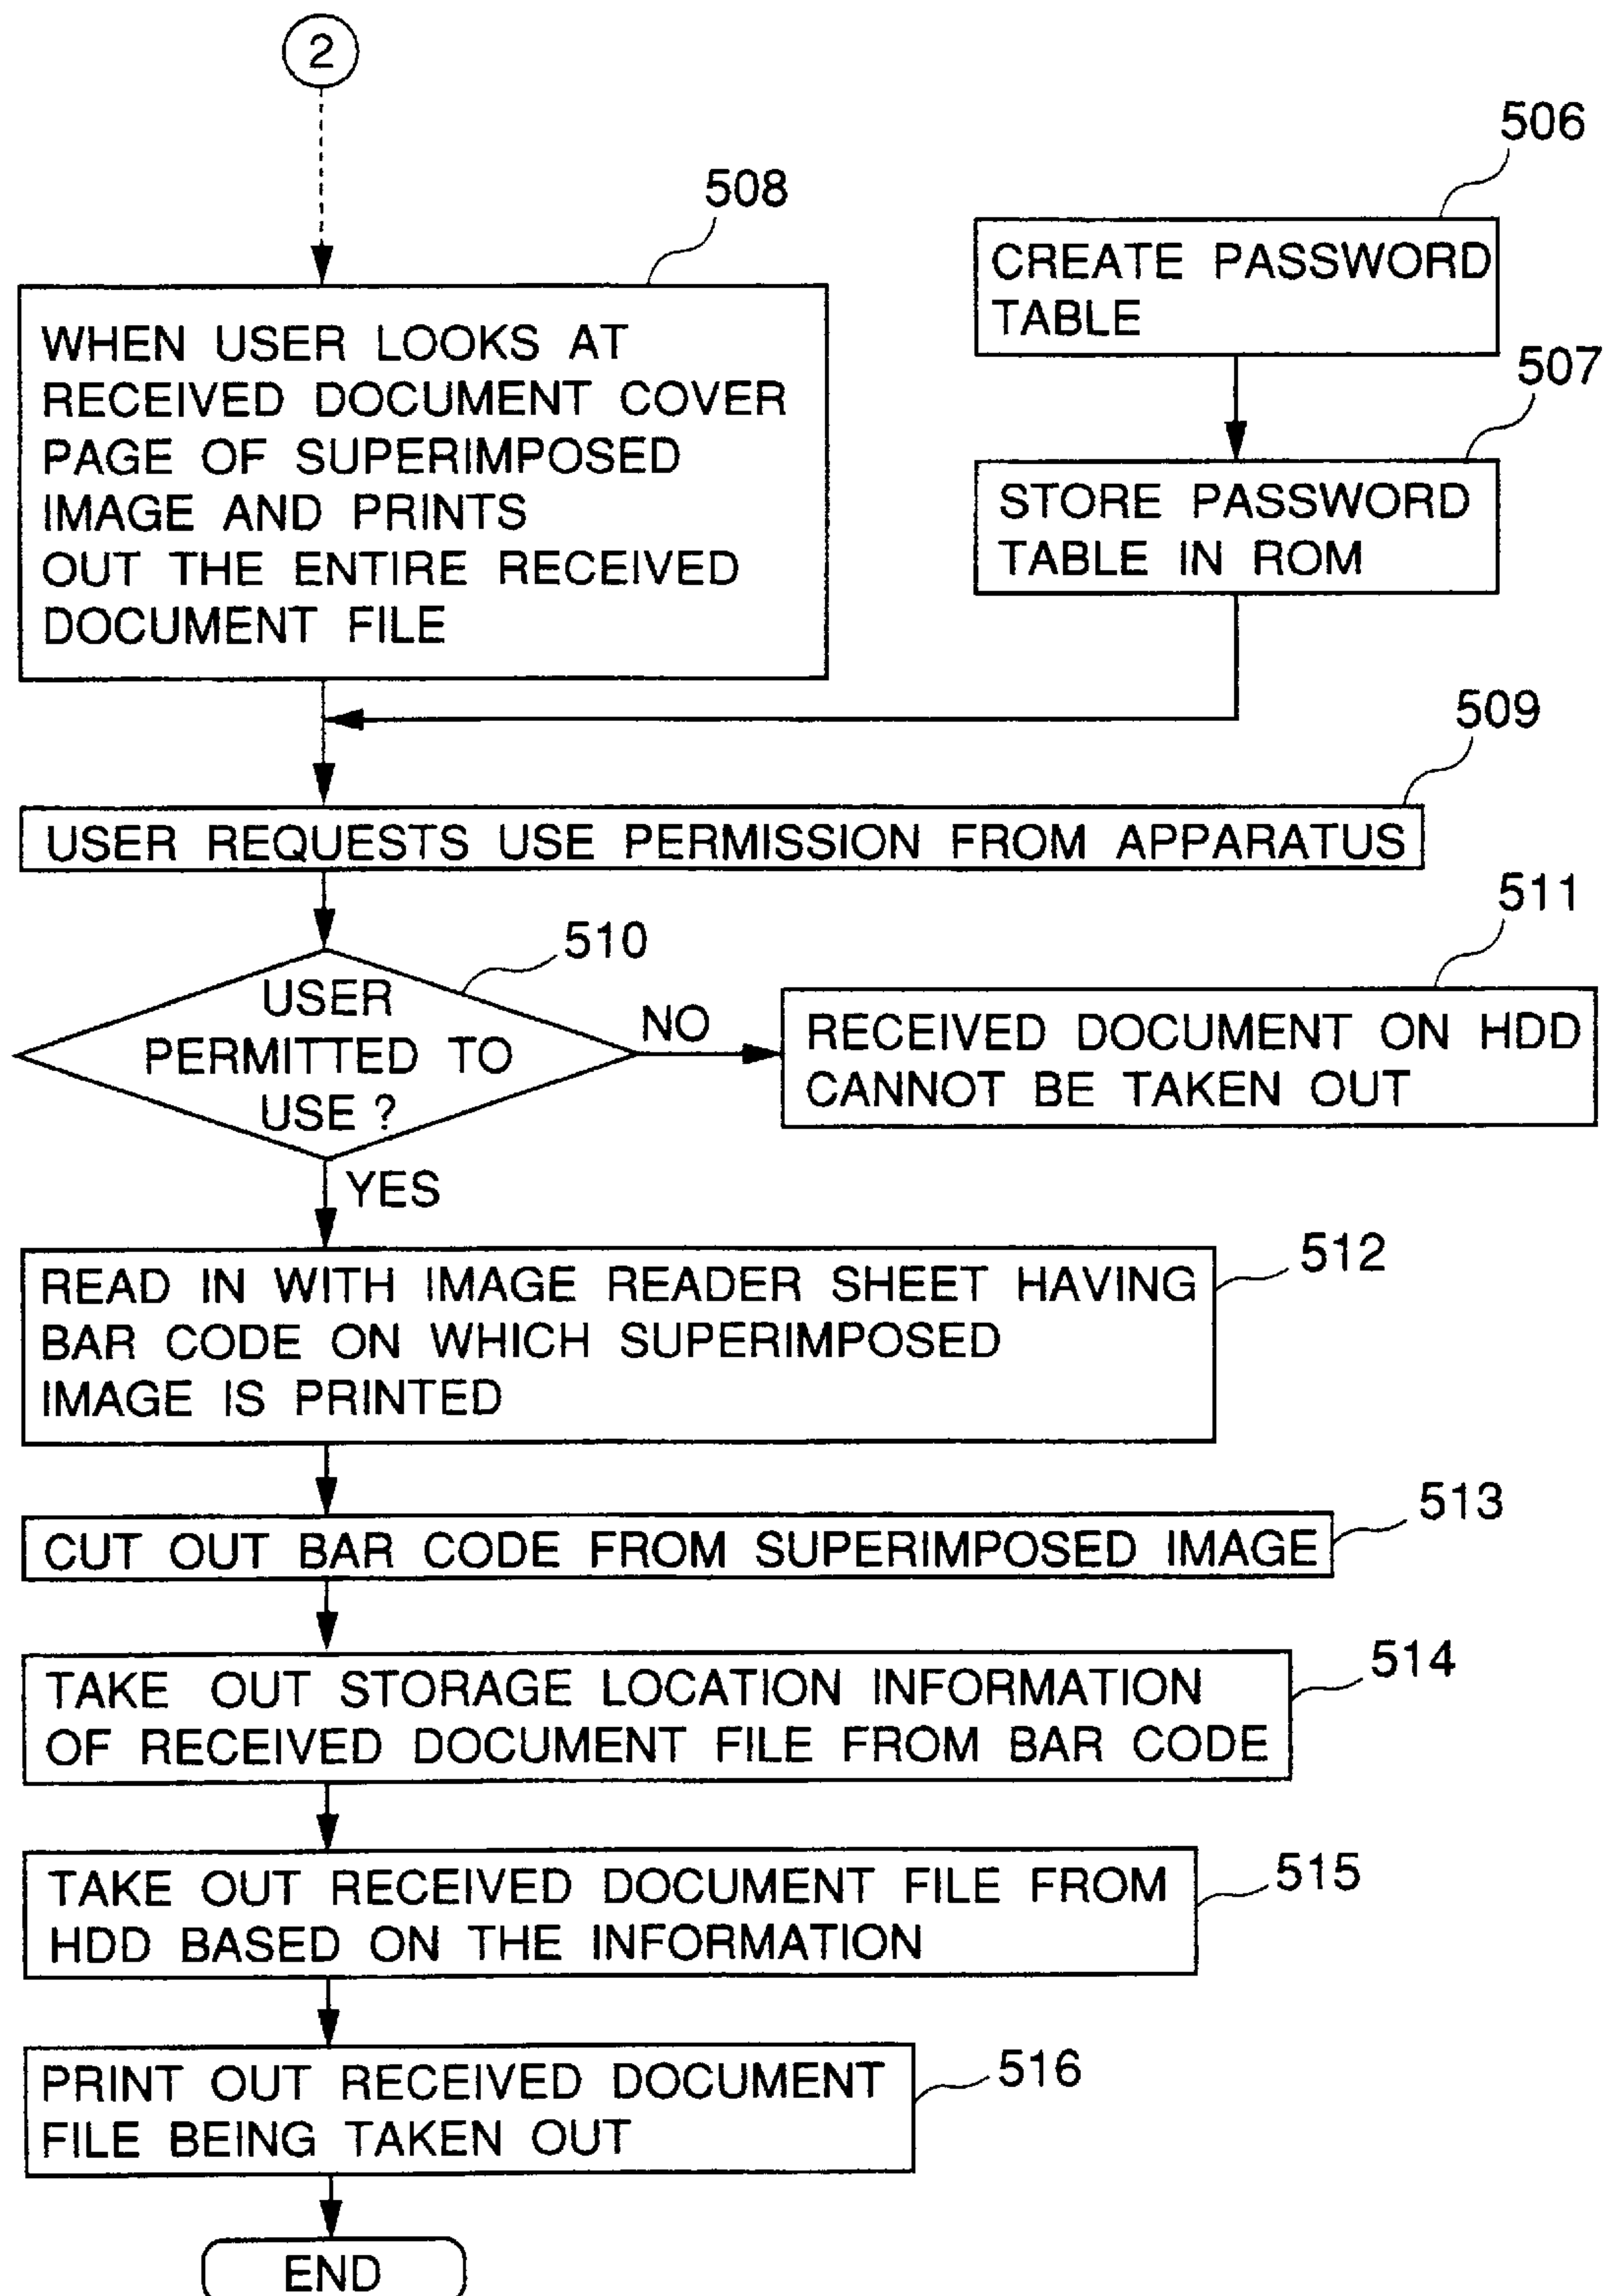 2
508
WHEN USER LOOKS AT
RECEIVED DOCUMENT COVER
PAGE OF SUPERIMPOSED
IMAGE AND PRINTS
OUT THE ENTIRE RECEIVED
DOCUMENT FILE
506
CREATE PASSWORD
TABLE
507
STORE PASSWORD
TABLE IN ROM
509
USER REQUESTS USE PERMISSION FROM APPARATUS
510
USER
PERMITTED TO
USE ?
NO
511
RECEIVED DOCUMENT ON HDD
CANNOT BE TAKEN OUT
YES
512
READ IN WITH IMAGE READER SHEET HAVING
BAR CODE ON WHICH SUPERIMPOSED
IMAGE IS PRINTED
513
CUT OUT BAR CODE FROM SUPERIMPOSED IMAGE
514
TAKE OUT STORAGE LOCATION INFORMATION
OF RECEIVED DOCUMENT FILE FROM BAR CODE
515
TAKE OUT RECEIVED DOCUMENT FILE FROM
HDD BASED ON THE INFORMATION
516
PRINT OUT RECEIVED DOCUMENT
FILE BEING TAKEN OUT
END